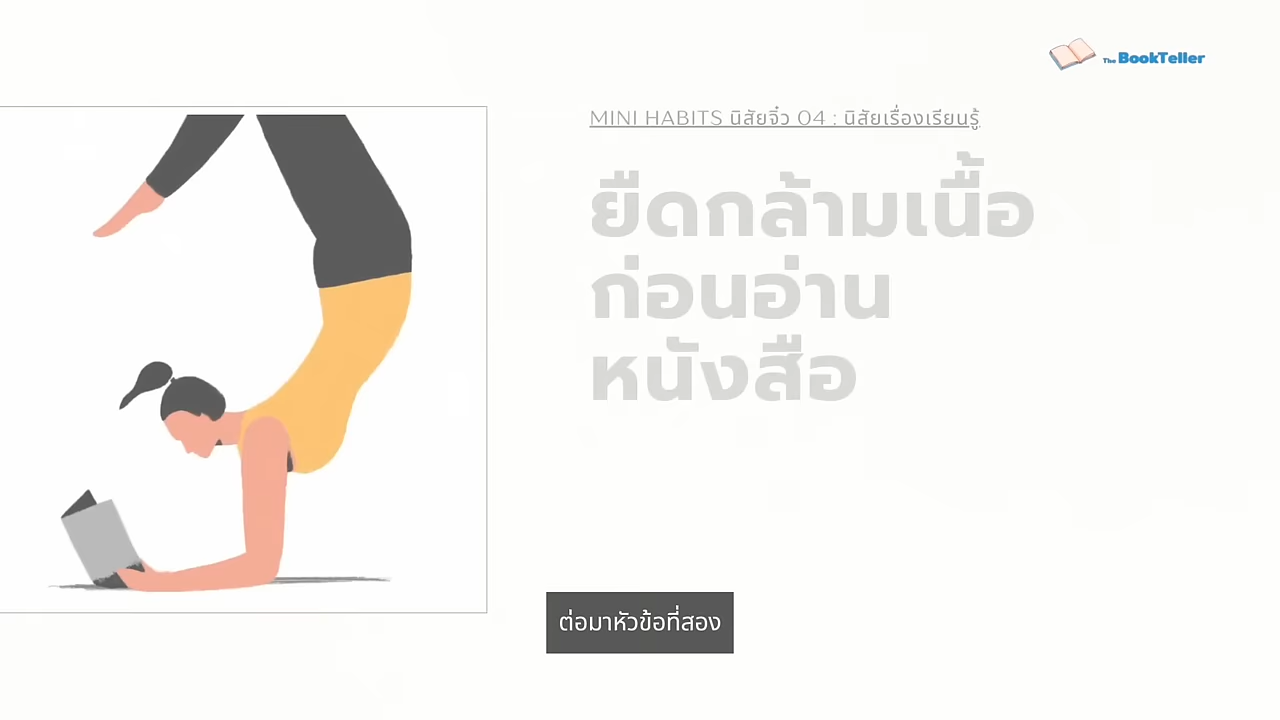 The BookTeller
MINI HABITS นิสัยจิ๋ว 04 : นิสัยเรื่องเรียนรู้
ยืดกล้ามเนื้อ
ก่อนอ่าน
หนังสือ
ต่อมาหัวข้อที่สอง